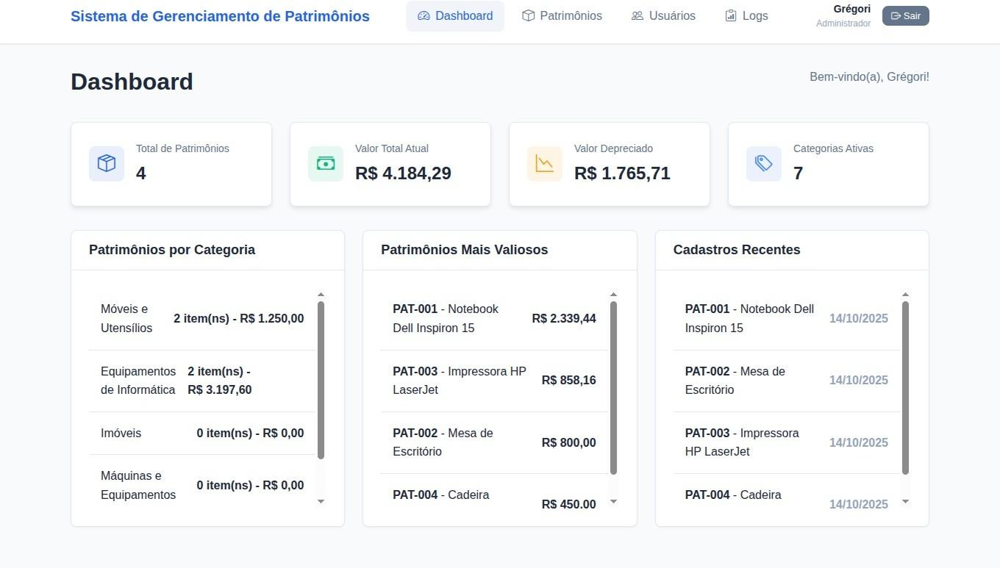 Sistema de Gerenciamento de Patrimônios
Dashboard
Patrimônios
Usuários
Logs
Grégori
Administrador
Sair
Dashboard
Bem-vindo(a), Grégori!
Total de Patrimônios
4
Valor Total Atual
R$ 4.184,29
Valor Depreciado
R$ 1.765,71
Categorias Ativas
7
Patrimônios por Categoria
Móveis e
Utensílios
2 item(ns) - R$ 1.250,00
Equipamentos
de Informática
2 item(ns) -
R$ 3.197,60
Imóveis
0 item(ns) - R$ 0,00
Máquinas e
Equipamentos
0 item(ns) - R$ 0,00
Patrimônios Mais Valiosos
PAT-001 - Notebook
Dell Inspiron 15
R$ 2.339,44
PAT-003 - Impressora HP
LaserJet
R$ 858,16
PAT-002 - Mesa de
Escritório
R$ 800,00
PAT-004 - Cadeira
R$ 450.00
Cadastros Recentes
PAT-001 - Notebook Dell
Inspiron 15
14/10/2025
PAT-002 - Mesa de
Escritório
14/10/2025
PAT-003 - Impressora
HP LaserJet
14/10/2025
PAT-004 - Cadeira
14/10/2025